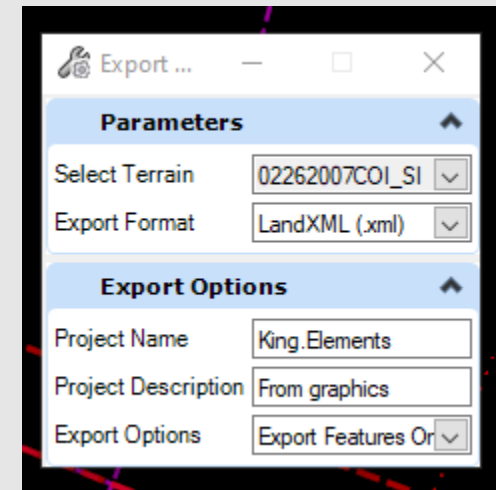 Export ...
Parameters
Select Terrain 02262007COI_SI
Export Format LandXML (.xml)
Export Options
Project Name King.Elements
Project Description From graphics
Export Options Export Features Or